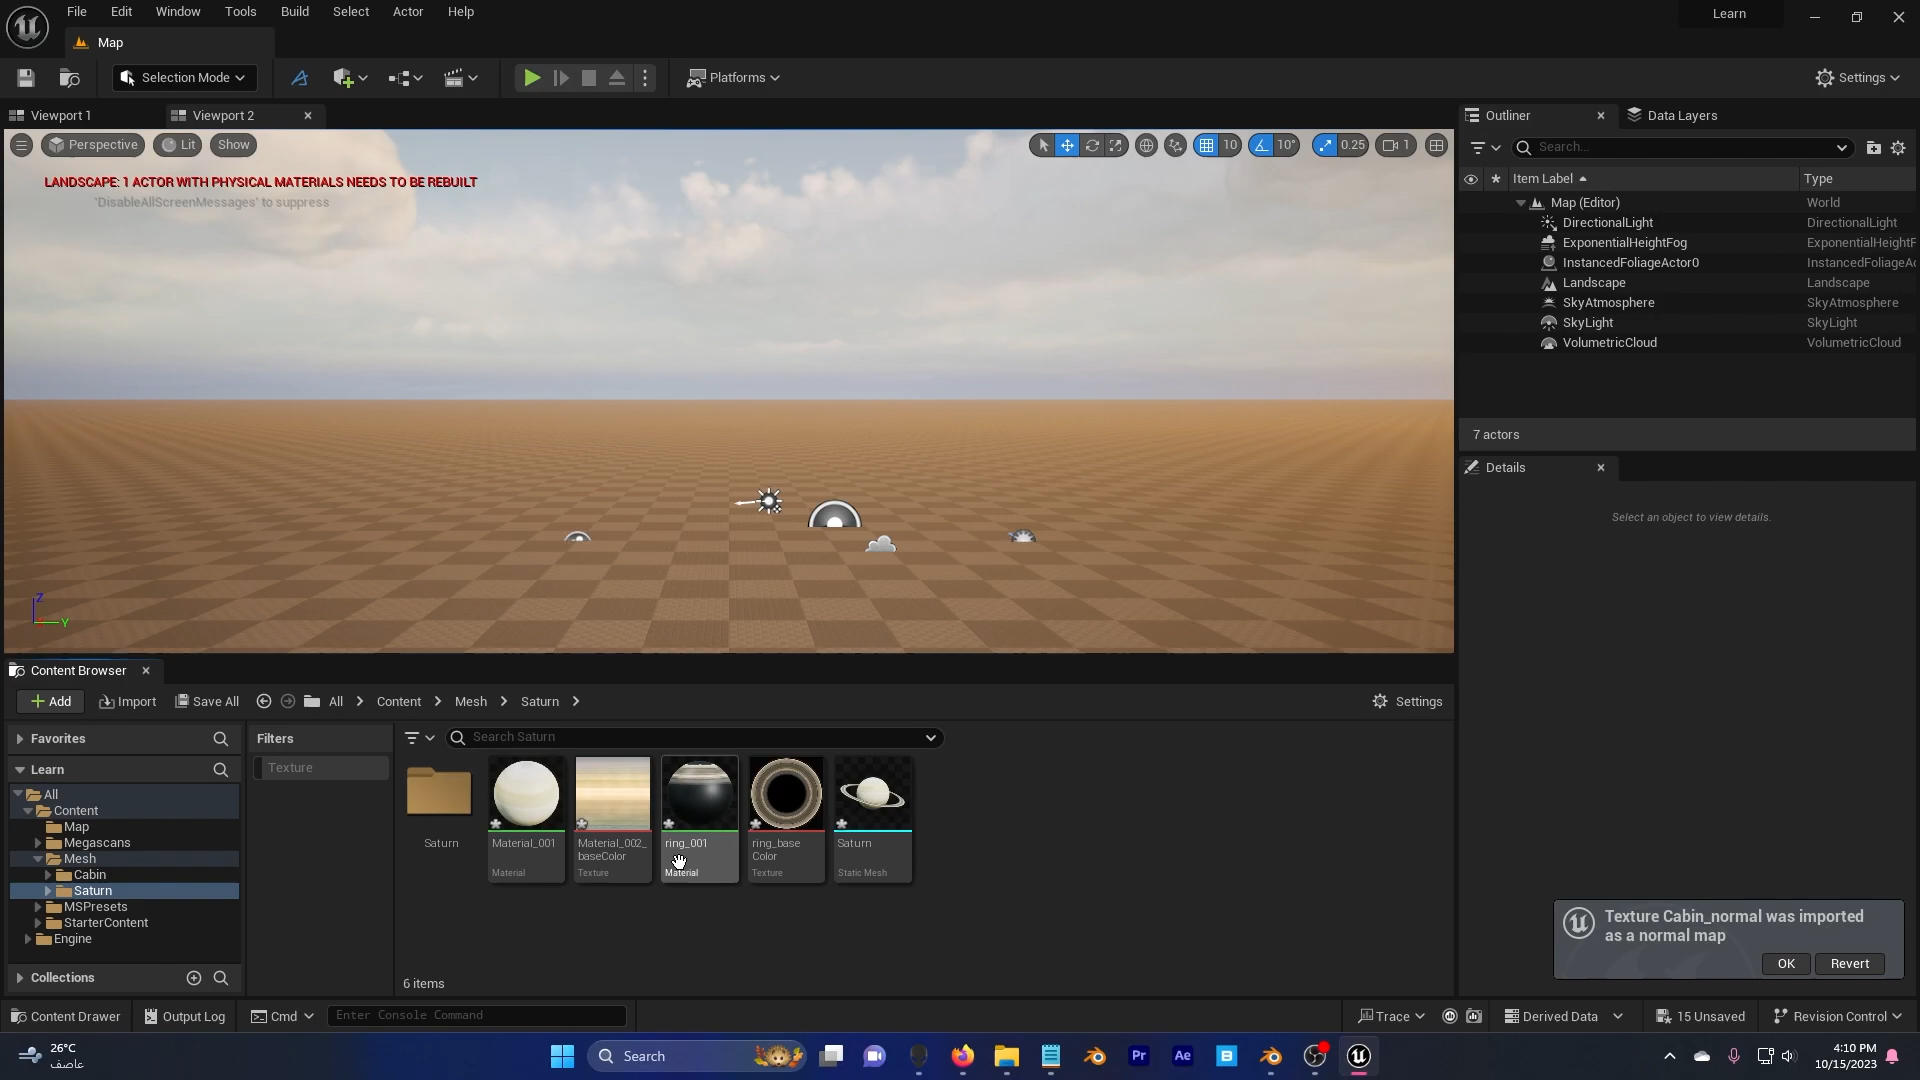 File Edit Window Tools Build Select Actor Help
Learn
Map
Selection Mode
Platforms
Settings
Viewport 1
Viewport 2
Perspective
Lit
Show
10
10°
0.25
1
LANDSCAPE: 1 ACTOR WITH PHYSICAL MATERIALS NEEDS TO BE REBUILT
'DisableAllScreenMessages' to suppress
Z
Y
Outliner
Data Layers
Search...
Item Label
Type
Map (Editor) World
DirectionalLight DirectionalLight
ExponentialHeightFog ExponentialHeightF
InstancedFoliageActor0 InstancedFoliageAc
Landscape Landscape
SkyAtmosphere SkyAtmosphere
SkyLight SkyLight
VolumetricCloud VolumetricCloud
7 actors
Details
Select an object to view details.
Content Browser
Add
Import
Save All
All
Content
Mesh
Saturn
Settings
Favorites
Learn
All
Content
Map
Megascans
Mesh
Cabin
Saturn
MSPresets
StarterContent
Engine
Collections
Filters
Texture
Search Saturn
Saturn
Material_001
Material
Material_002_
baseColor
Texture
ring_001
Material
ring_base
Color
Texture
Saturn
Static Mesh
6 items
Texture Cabin_normal was imported
as a normal map
OK
Revert
Content Drawer
Output Log
Cmd
Enter Console Command
Trace
Derived Data
15 Unsaved
Revision Control
26°C
عاصف
Search
Pr
Ae
B
4:10 PM
10/15/2023